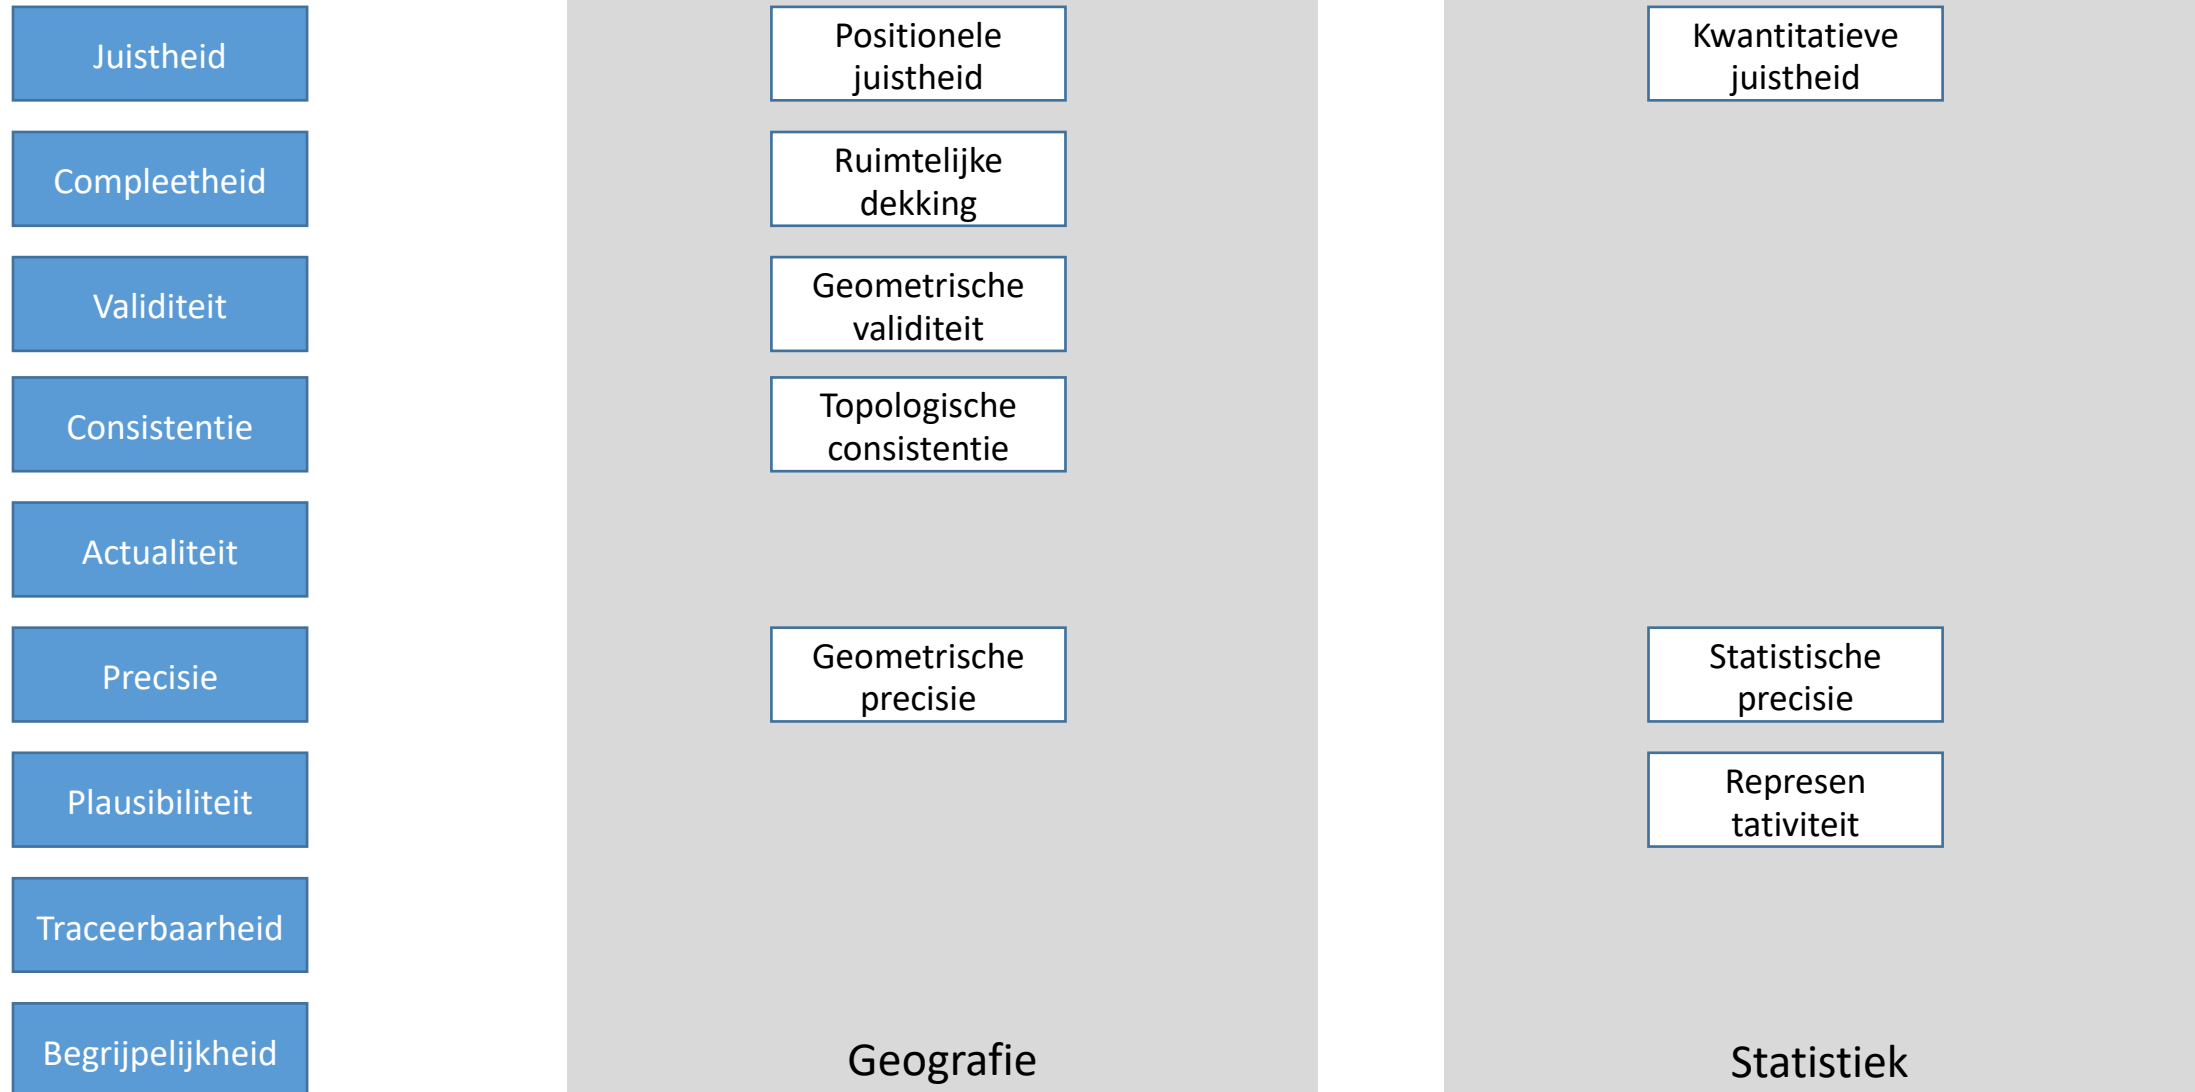 Juistheid
Positionele
juistheid
Kwantitatieve
juistheid
Compleetheid
Ruimtelijke
dekking
Validiteit
Geometrische
validiteit
Consistentie
Topologische
consistentie
Actualiteit
Precisie
Geometrische
precisie
Statistische
precisie
Plausibiliteit
Represen
tativiteit
Traceerbaarheid
Begrijpelijkheid
Geografie
Statistiek